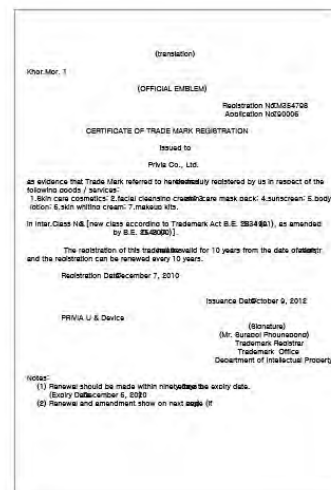 (translation)
Khor.Mor. 1
(OFFICIAL EMBLEM)
Registration No. TM354798
Application No. 790006
CERTIFICATE OF TRADE MARK REGISTRATION
Issued to
Privia Co., Ltd.
as evidence that Trade Mark referred to here duly registered by us in respect of the
following goods / services:
1.Skin care cosmetics; 2.facial cleansing cream; 3.care mask pack; 4.sunscreen; 5.body
lotion; 6.skin whiting cream; 7.makeup kits.
In Inter.Class No. [new class according to Trademark Act B.E. as amended
by B.E.
The registration of this trademark valid for 10 years from the date of
and the registration can be renewed every 10 years.
Registration Date December 7, 2010
Issuance Date October 9, 2012
PRIVIA U & Device
(Signature)
(Mr. Surapol Phounapond)
Trademark Registrar
Trademark Office
Department of Intellectual Property
Notes:
(1) Renewal should be made within ninety the expiry date.
(Expiry Date December 6, 2020
(2) Renewal and amendment show on next (if